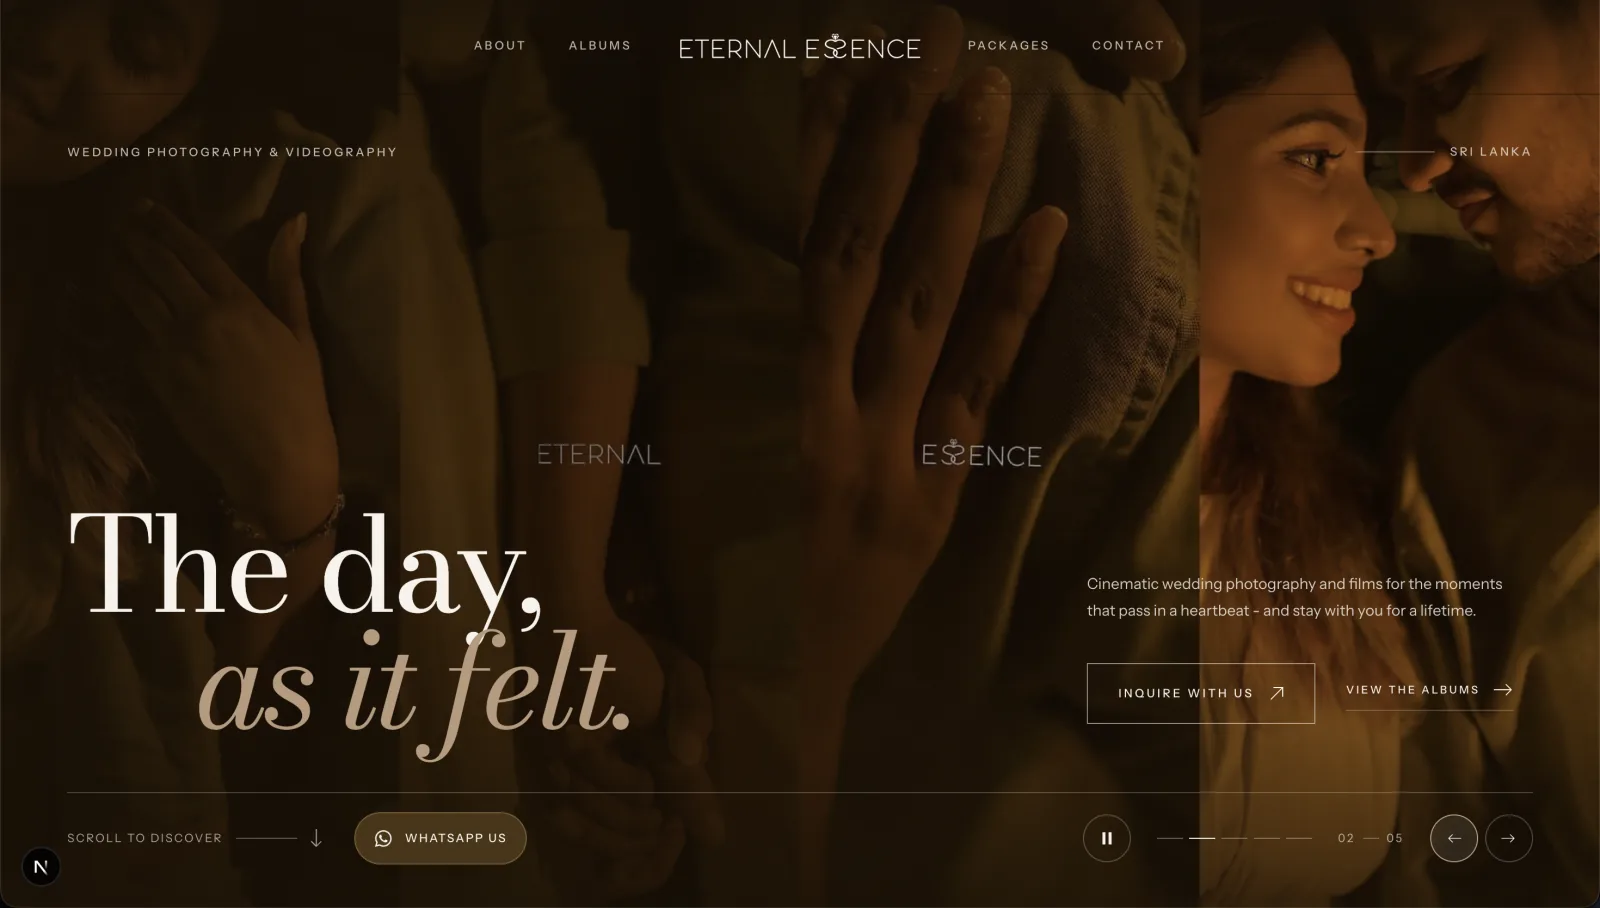 ABOUT
ALBUMS
ETERNAL ESSENCE
PACKAGES
CONTACT
WEDDING PHOTOGRAPHY & VIDEOGRAPHY
SRI LANKA
ETERNAL
ESSENCE
The day,
as it felt.
Cinematic wedding photography and films for the moments
that pass in a heartbeat - and stay with you for a lifetime.
INQUIRE WITH US
VIEW THE ALBUMS
SCROLL TO DISCOVER
WHATSAPP US
02 — 05
N